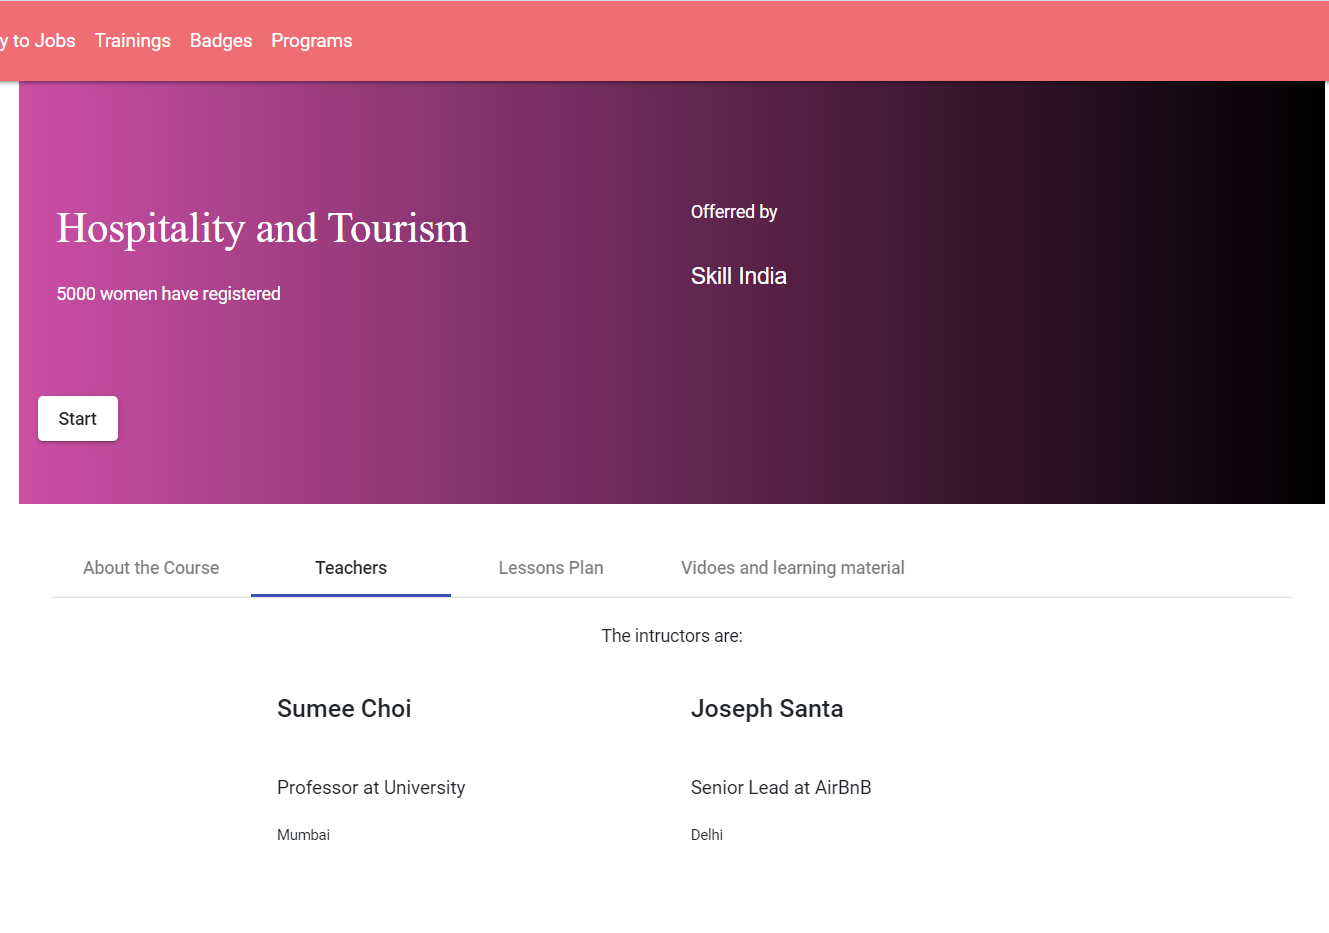 y to Jobs Trainings Badges Programs
Hospitality and Tourism
5000 women have registered
Offerred by
Skill India
Start
About the Course Teachers Lessons Plan Vidoes and learning material
The intructors are:
Sumee Choi
Professor at University
Mumbai
Joseph Santa
Senior Lead at AirBnB
Delhi